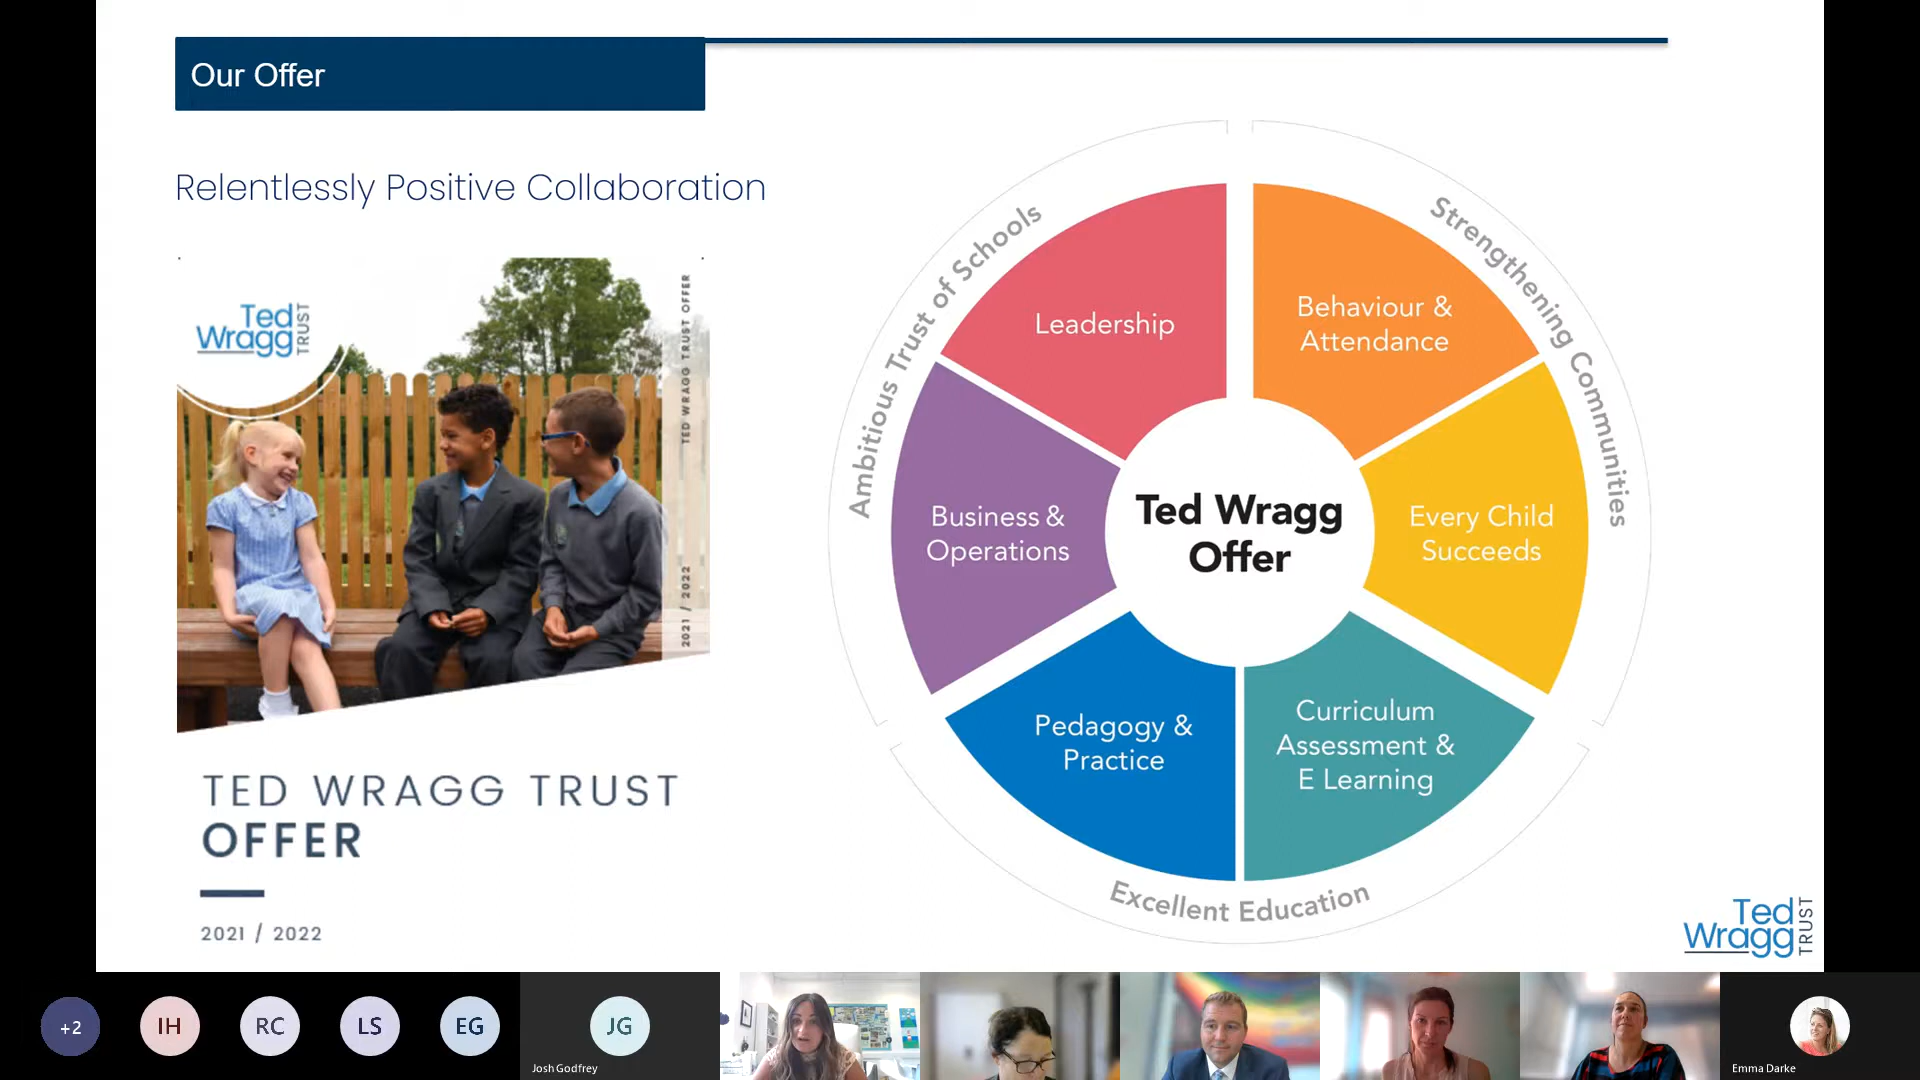 Our Offer
Relentlessly Positive Collaboration
Ted
Wragg
TRUST
TED WRAGG TRUST OFFER
2021 / 2022
TED WRAGG TRUST
OFFER
2021 / 2022
Ambitious Trust of Schools
Strengthening Communities
Excellent Education
Leadership
Behaviour &
Attendance
Business &
Operations
Ted Wragg
Offer
Every Child
Succeeds
Pedagogy &
Practice
Curriculum
Assessment &
E Learning
Ted
Wragg
TRUST
+2
IH
RC
LS
EG
JG
Josh Godfrey
Emma Darke